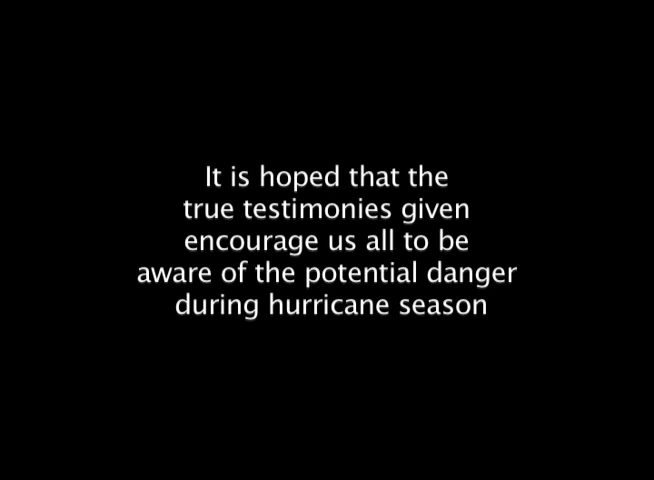 It is hoped that the
true testimonies given
encourage us all to be
aware of the potential danger
during hurricane season